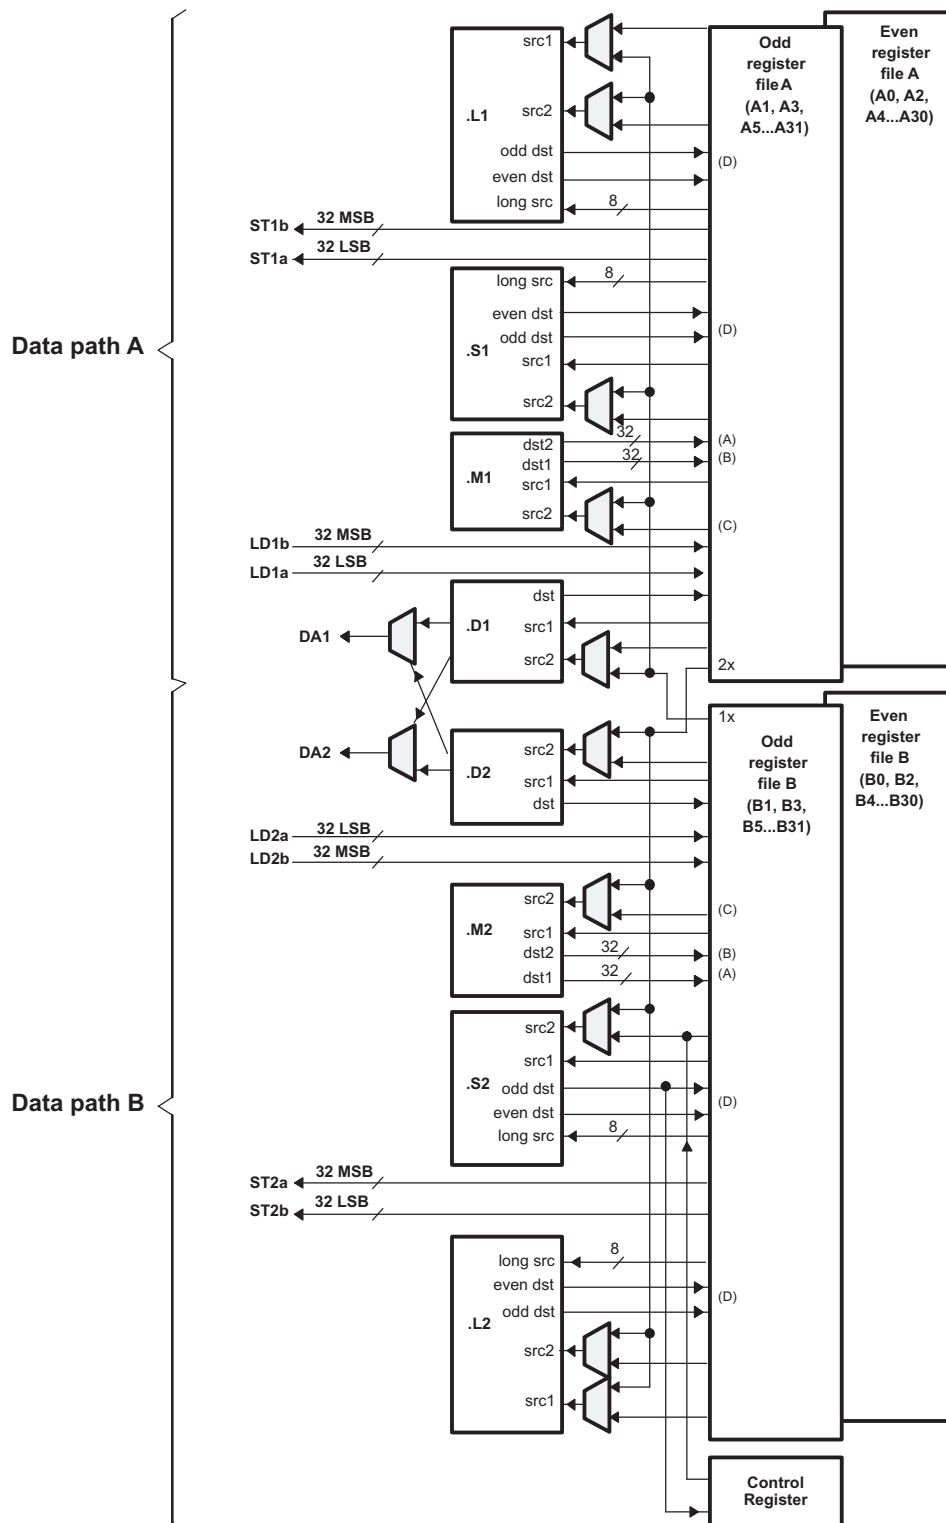 Odd
register
file A
(A1, A3,
A5...A31)
Even
register
file A
(A0, A2,
A4...A30)
src1
.L1
src2
odd dst
(D)
even dst
long src
8
ST1b
32 MSB
ST1a
32 LSB
long src
8
even dst
odd dst
(D)
Data path A
.S1
src1
src2
dst2
32
(A)
dst1
32
(B)
.M1
src1
src2
(C)
LD1b
32 MSB
LD1a
32 LSB
dst
.D1
src1
DA1
src2
2x
1x
Odd
register
file B
(B1, B3,
B5...B31)
Even
register
file B
(B0, B2,
B4...B30)
DA2
src2
.D2
src1
dst
LD2a
32 LSB
LD2b
32 MSB
src2
(C)
.M2
src1
dst2
32
(B)
dst1
32
(A)
src2
src1
.S2
odd dst
Data path B
(D)
even dst
long src
8
ST2a
32 MSB
ST2b
32 LSB
long src
8
even dst
(D)
odd dst
.L2
src2
src1
Control
Register